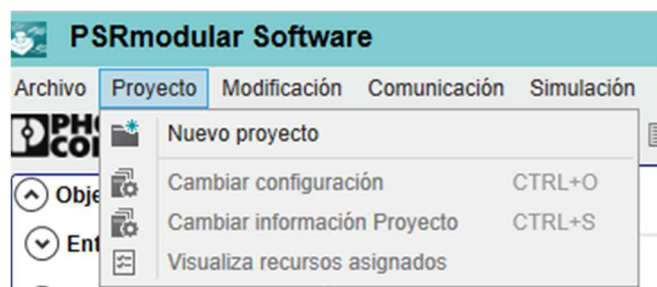 PSRmodular Software
Archivo Proyecto Modificación Comunicación Simulación
Nuevo proyecto
Cambiar configuración CTRL+O
Cambiar información Proyecto CTRL+S
Visualiza recursos asignados